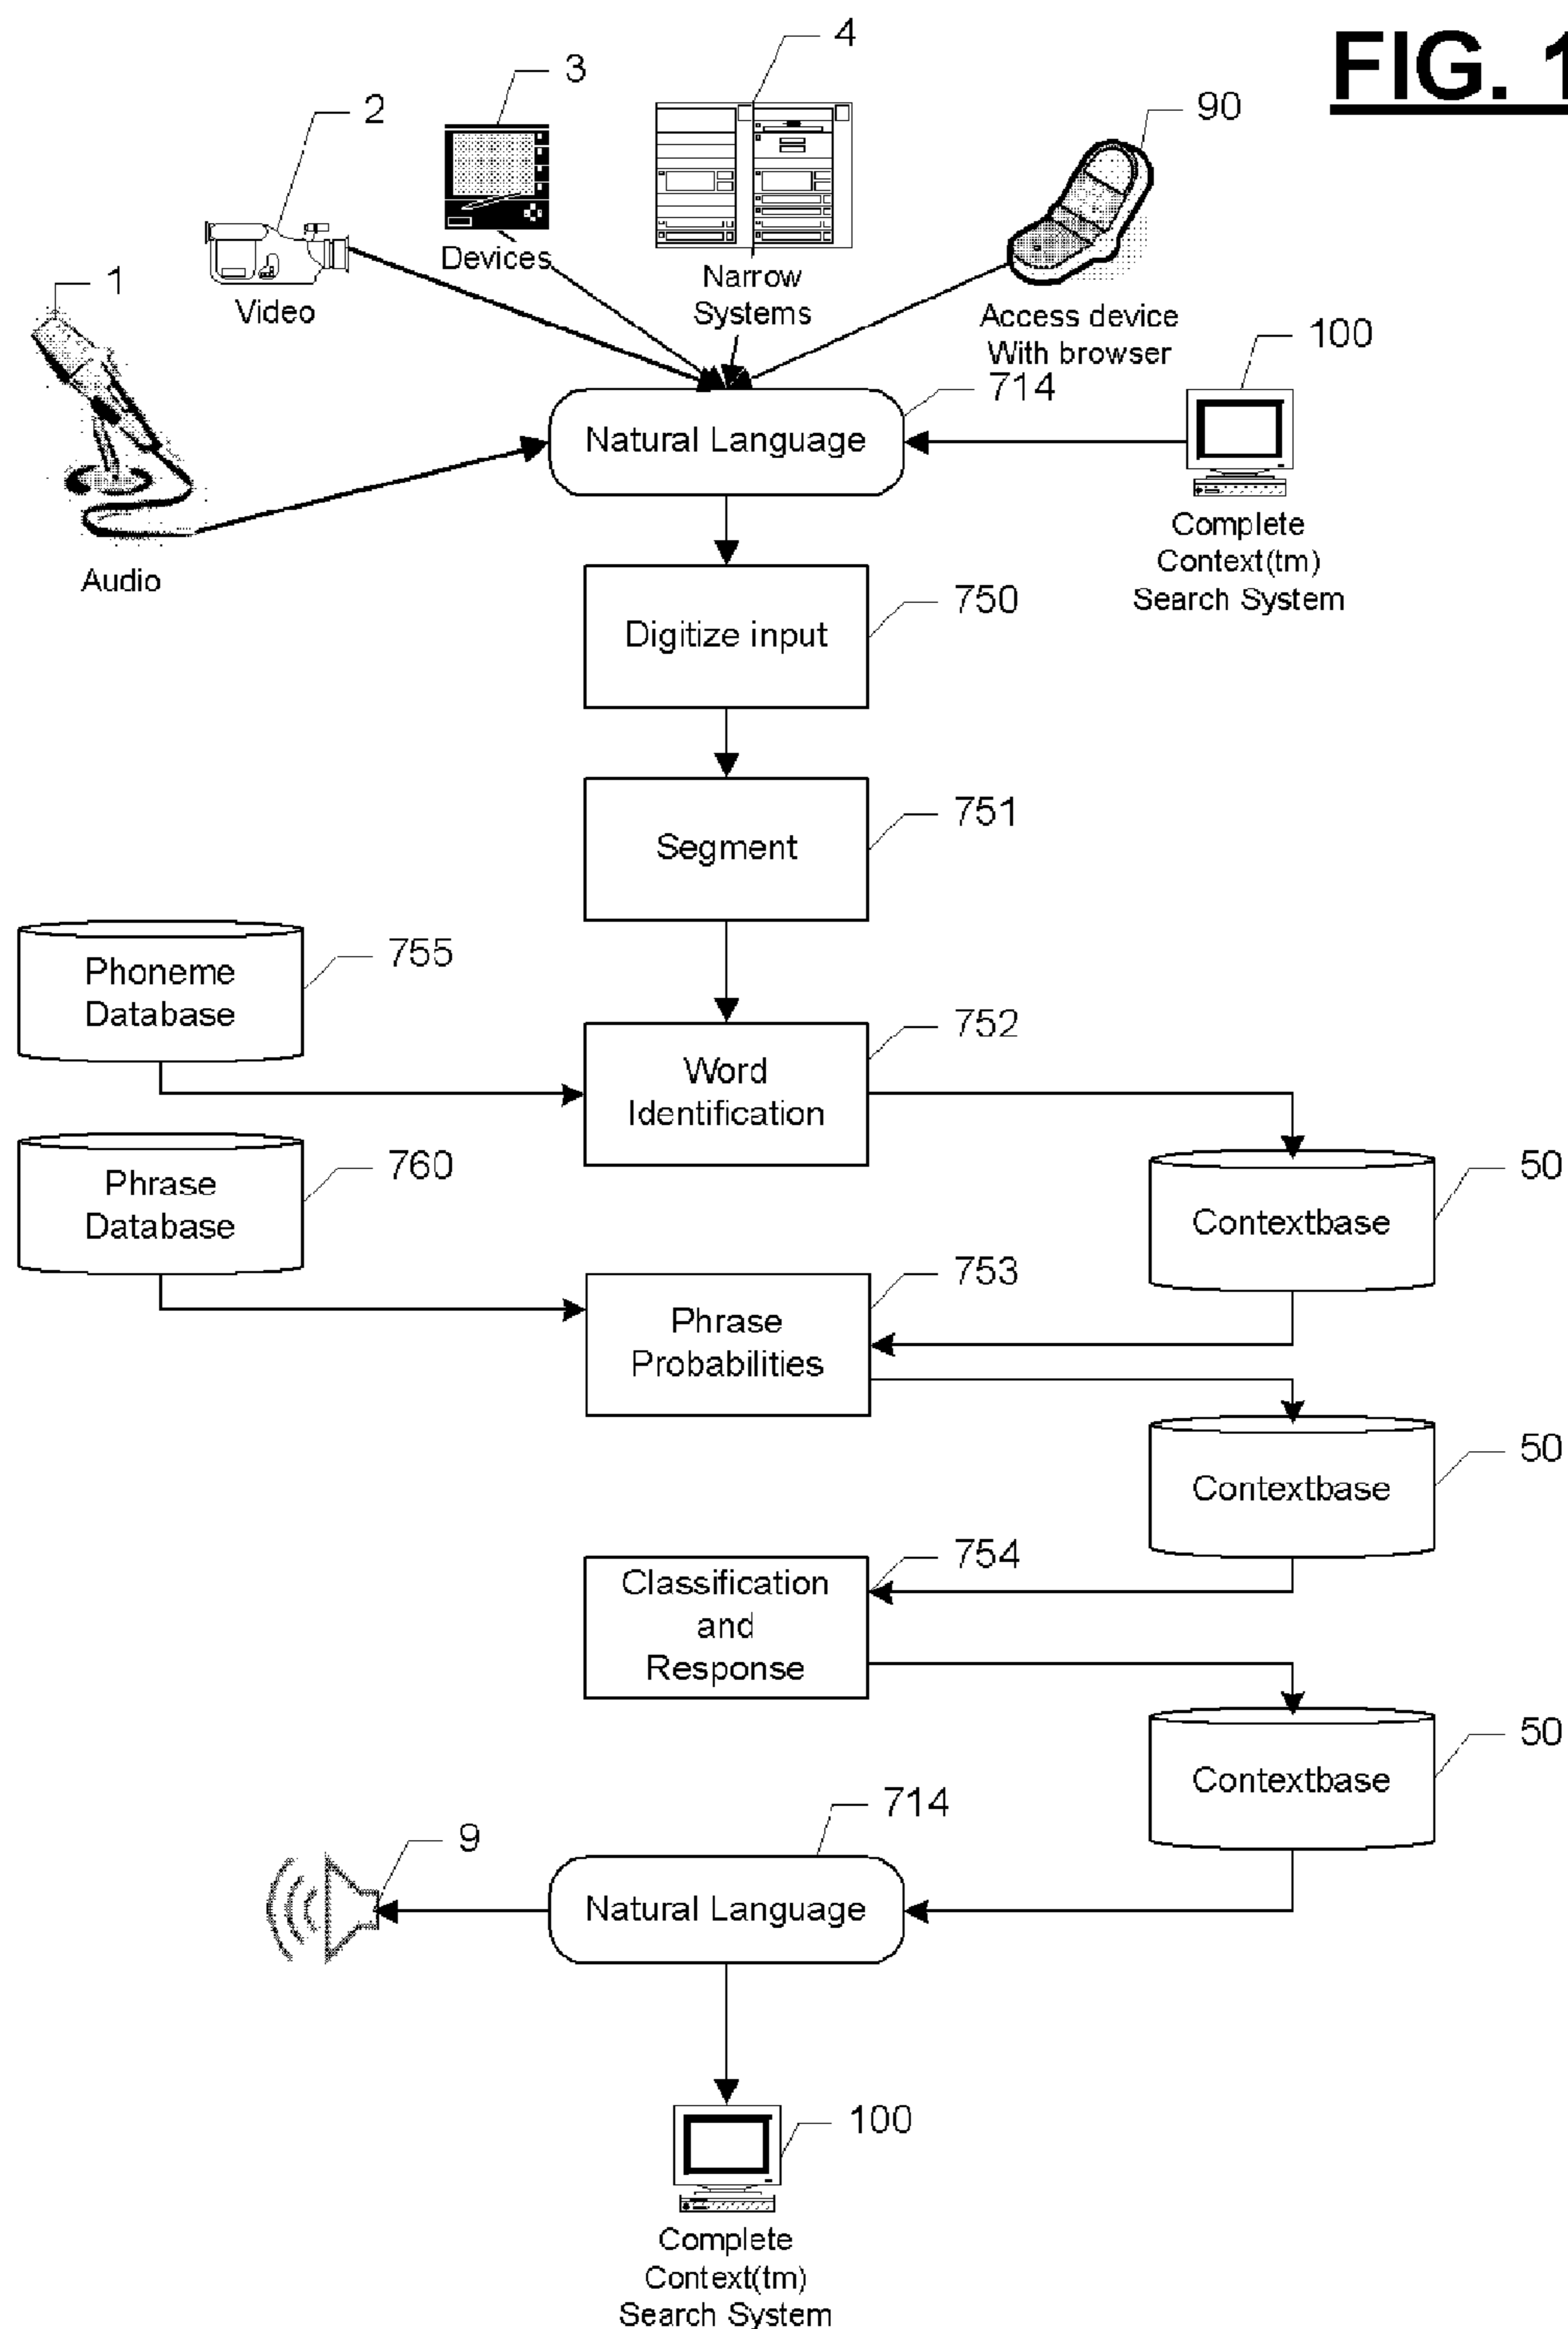 FIG. 1
4
3
2
90
1
Devices
Narrow
Systems
Video
Access device
With browser
100
714
Natural Language
Complete
Context(tm)
Search System
Audio
750
Digitize input
751
Segment
755
Phoneme
Database
752
Word
Identification
760
Phrase
Database
50
Contextbase
753
Phrase
Probabilities
50
Contextbase
754
Classification
and
Response
50
Contextbase
714
9
Natural Language
100
Complete
Context(tm)
Search System